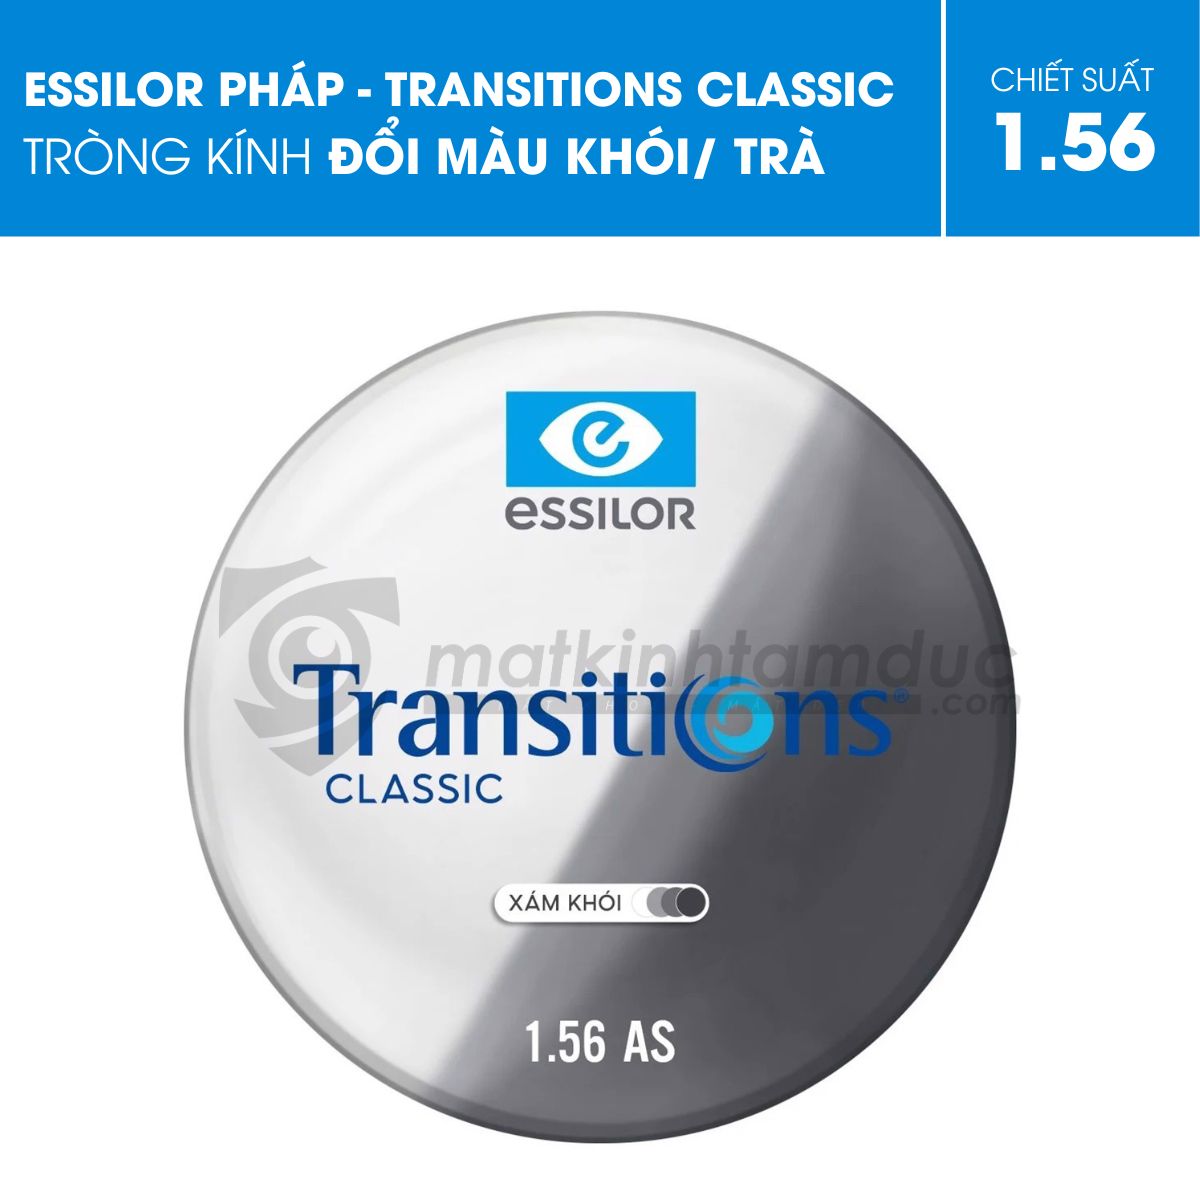 ESSILOR PHÁP - TRANSITIONS CLASSIC
TRÒNG KÍNH ĐỔI MÀU KHÓI/ TRÀ
CHIẾT SUẤT
1.56
essilor
matkinhtamduc
.com
Transitions®
CLASSIC
XÁM KHÓI
1.56 AS